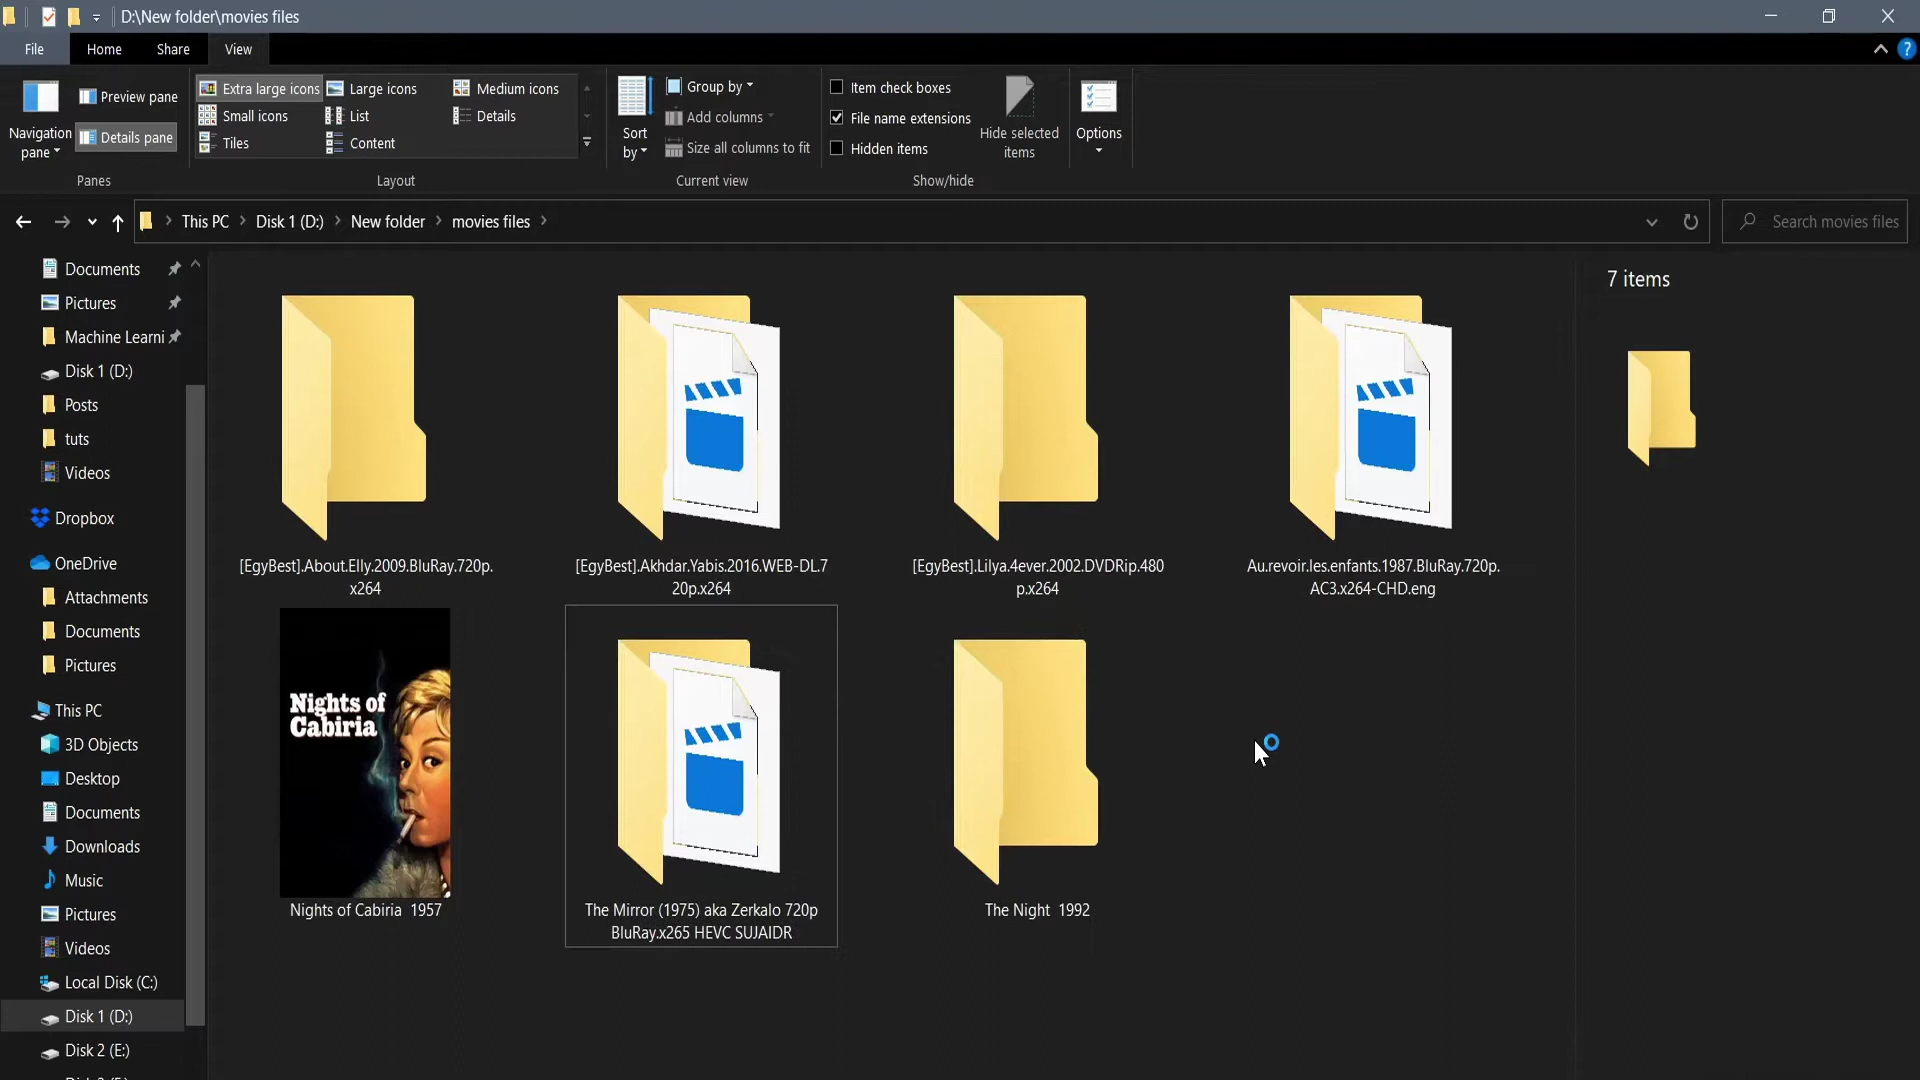 D:\New folder\movies files
File
Home
Share
View
Navigation
pane
Preview pane
Details pane
Panes
Extra large icons
Large icons
Medium icons
Small icons
List
Details
Tiles
Content
Layout
Sort
by
Group by
Add columns
Size all columns to fit
Current view
Item check boxes
File name extensions
Hidden items
Hide selected
items
Show/hide
Options
This PC
Disk 1 (D:)
New folder
movies files
Search movies files
Documents
Pictures
Machine Learni
Disk 1 (D:)
Posts
tuts
Videos
Dropbox
OneDrive
Attachments
Documents
Pictures
This PC
3D Objects
Desktop
Documents
Downloads
Music
Pictures
Videos
Local Disk (C:)
Disk 1 (D:)
Disk 2 (E:)
[EgyBest].About.Elly.2009.BluRay.720p.
x264
[EgyBest].Akhdar.Yabis.2016.WEB-DL.7
20p.x264
[EgyBest].Lilya.4ever.2002.DVDRip.480
p.x264
Au.revoir.les.enfants.1987.BluRay.720p.
AC3.x264-CHD.eng
Nights of
Cabiria
Nights of Cabiria  1957
The Mirror (1975) aka Zerkalo 720p
BluRay.x265 HEVC SUJAIDR
The Night  1992
7 items